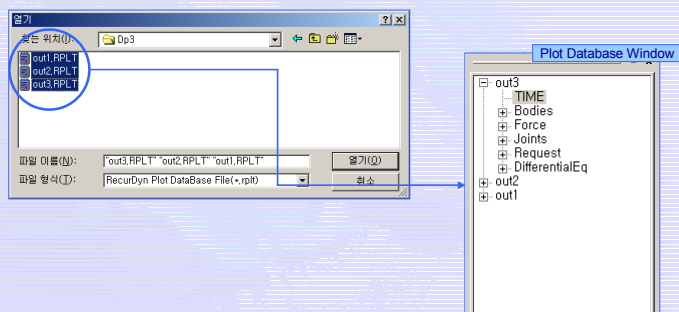 열기
찾는 위치(I):
Dp3
out1.RPLT
out2.RPLT
out3.RPLT
파일 이름(N):
"out3.RPLT" "out2.RPLT" "out1.RPLT"
열기(O)
파일 형식(T):
RecurDyn Plot DataBase File(*.rplt)
취소
Plot Database Window
out3
TIME
Bodies
Force
Joints
Request
DifferentialEq
out2
out1